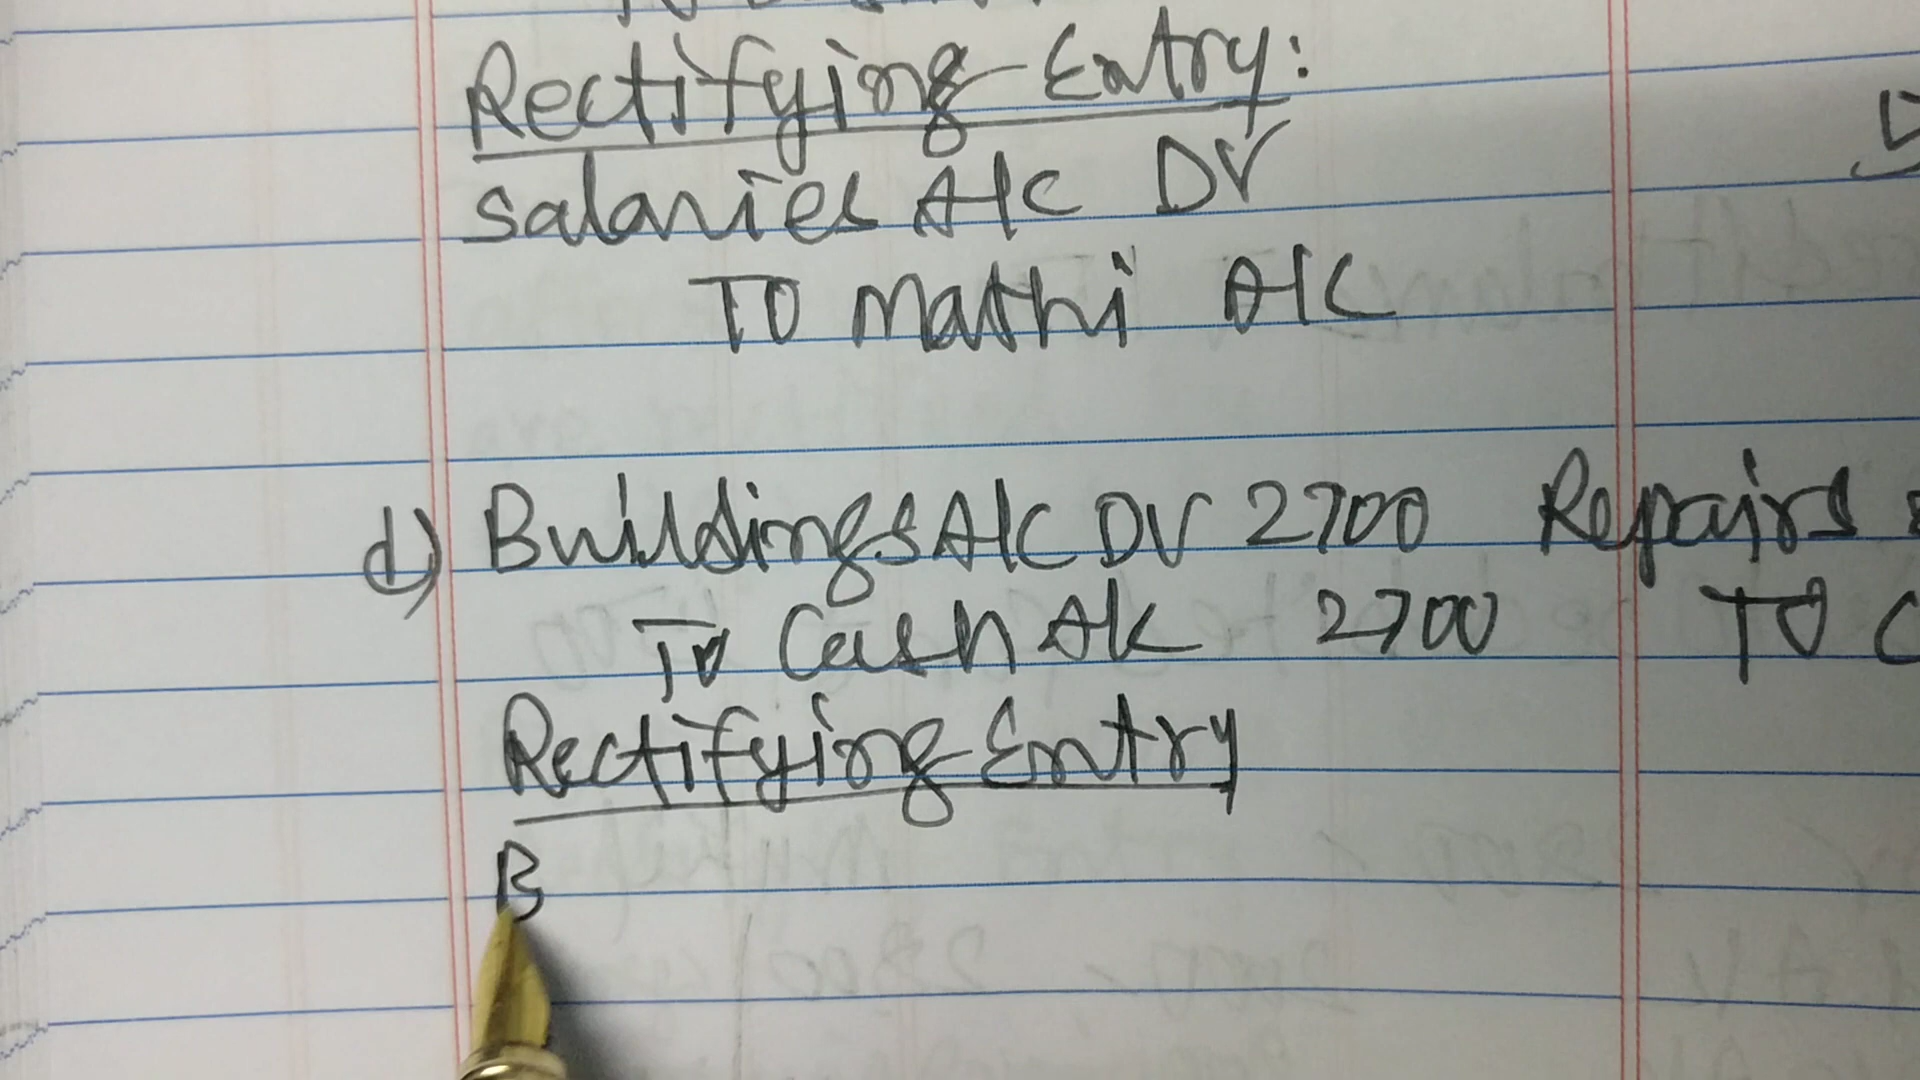 Rectifying Entry:
salaries A/c Dr
To Mathi A/c
d) Buildings A/c Dr 2700 Repairs
To Cash A/c 2700 To C
Rectifying Entry
B